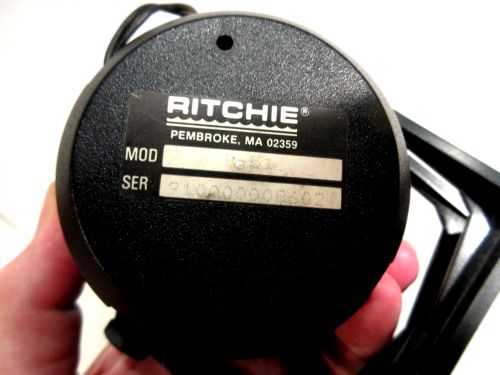 RITCHIE®
PEMBROKE, MA 02359
MOD
SER